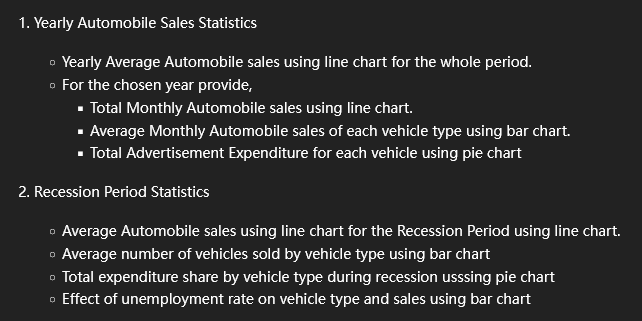 1. Yearly Automobile Sales Statistics
○ Yearly Average Automobile sales using line chart for the whole period.
○ For the chosen year provide,
▪ Total Monthly Automobile sales using line chart.
▪ Average Monthly Automobile sales of each vehicle type using bar chart.
▪ Total Advertisement Expenditure for each vehicle using pie chart
2. Recession Period Statistics
○ Average Automobile sales using line chart for the Recession Period using line chart.
○ Average number of vehicles sold by vehicle type using bar chart
○ Total expenditure share by vehicle type during recession usssing pie chart
○ Effect of unemployment rate on vehicle type and sales using bar chart